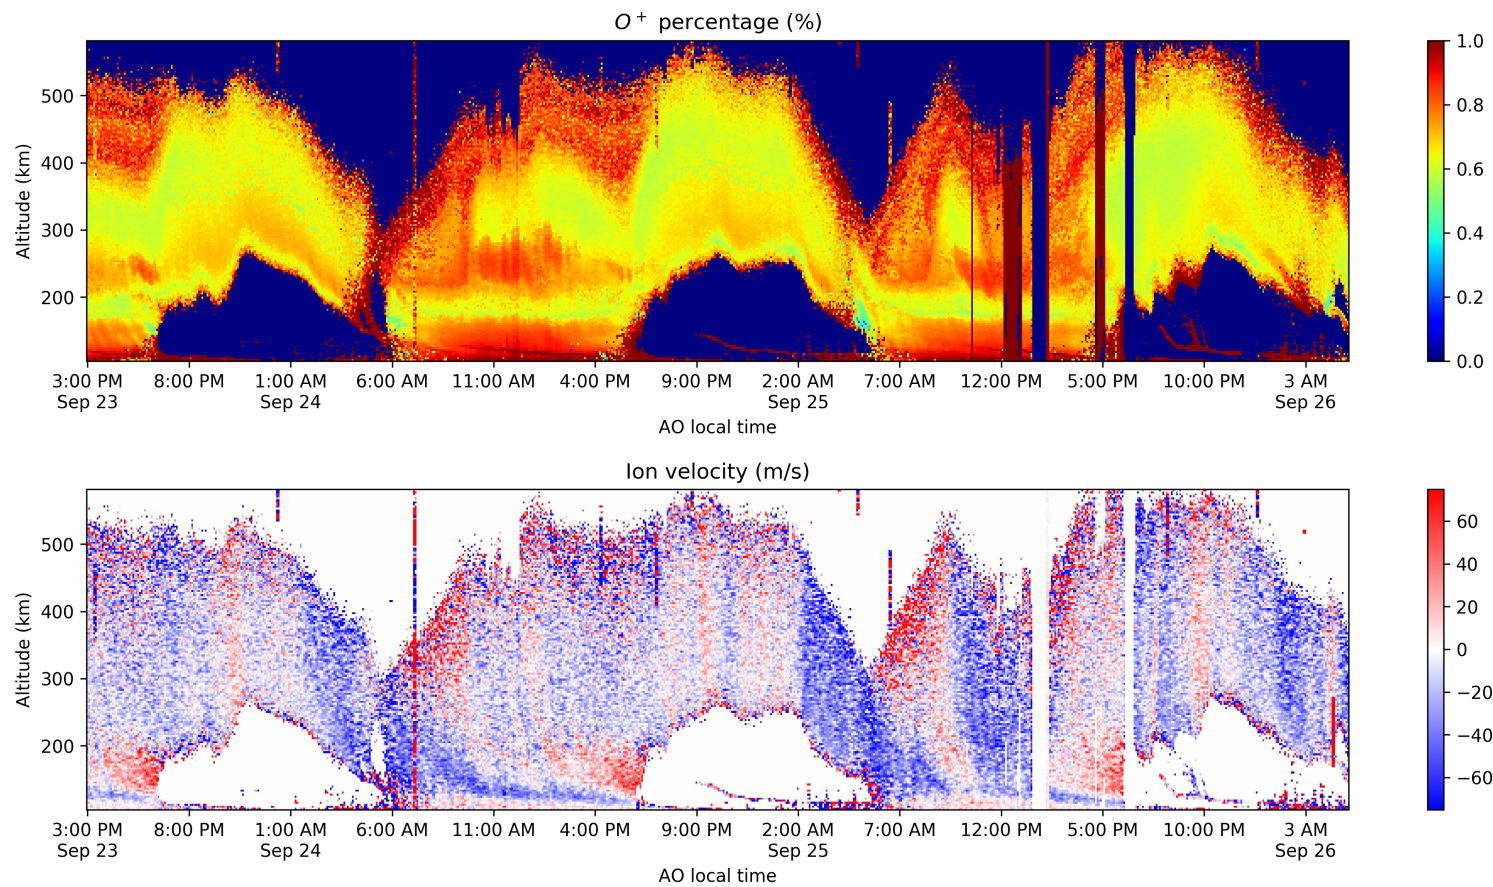 O⁺ percentage (%)
Altitude (km)
500
400
300
200
3:00 PM 8:00 PM 1:00 AM 6:00 AM 11:00 AM 4:00 PM 9:00 PM 2:00 AM 7:00 AM 12:00 PM 5:00 PM 10:00 PM 3 AM
Sep 23 Sep 24 Sep 25 Sep 26
AO local time
1.0
0.8
0.6
0.4
0.2
0.0
Ion velocity (m/s)
Altitude (km)
500
400
300
200
3:00 PM 8:00 PM 1:00 AM 6:00 AM 11:00 AM 4:00 PM 9:00 PM 2:00 AM 7:00 AM 12:00 PM 5:00 PM 10:00 PM 3 AM
Sep 23 Sep 24 Sep 25 Sep 26
AO local time
60
40
20
0
−20
−40
−60